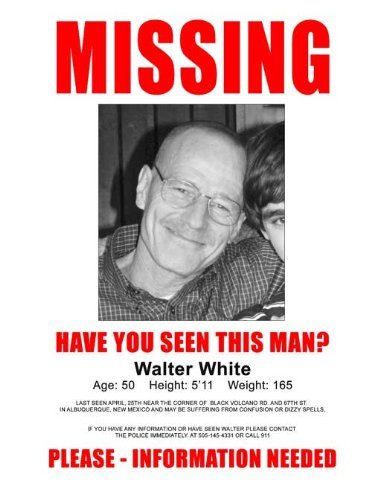 MISSING
HAVE YOU SEEN THIS MAN?
Walter White
Age: 50 Height: 5'11 Weight: 165
LAST SEEN APRIL, 25TH NEAR THE CORNER OF BLACK VOLCANO RD. AND 67TH ST.
IN ALBUQUERQUE, NEW MEXICO AND MAY BE SUFFERING FROM CONFUSION OR DIZZY SPELLS.
IF YOU HAVE ANY INFORMATION OR HAVE SEEN WALTER PLEASE CONTACT
THE POLICE IMMEDIATELY. AT 505-145-4331 OR CALL 911
PLEASE - INFORMATION NEEDED